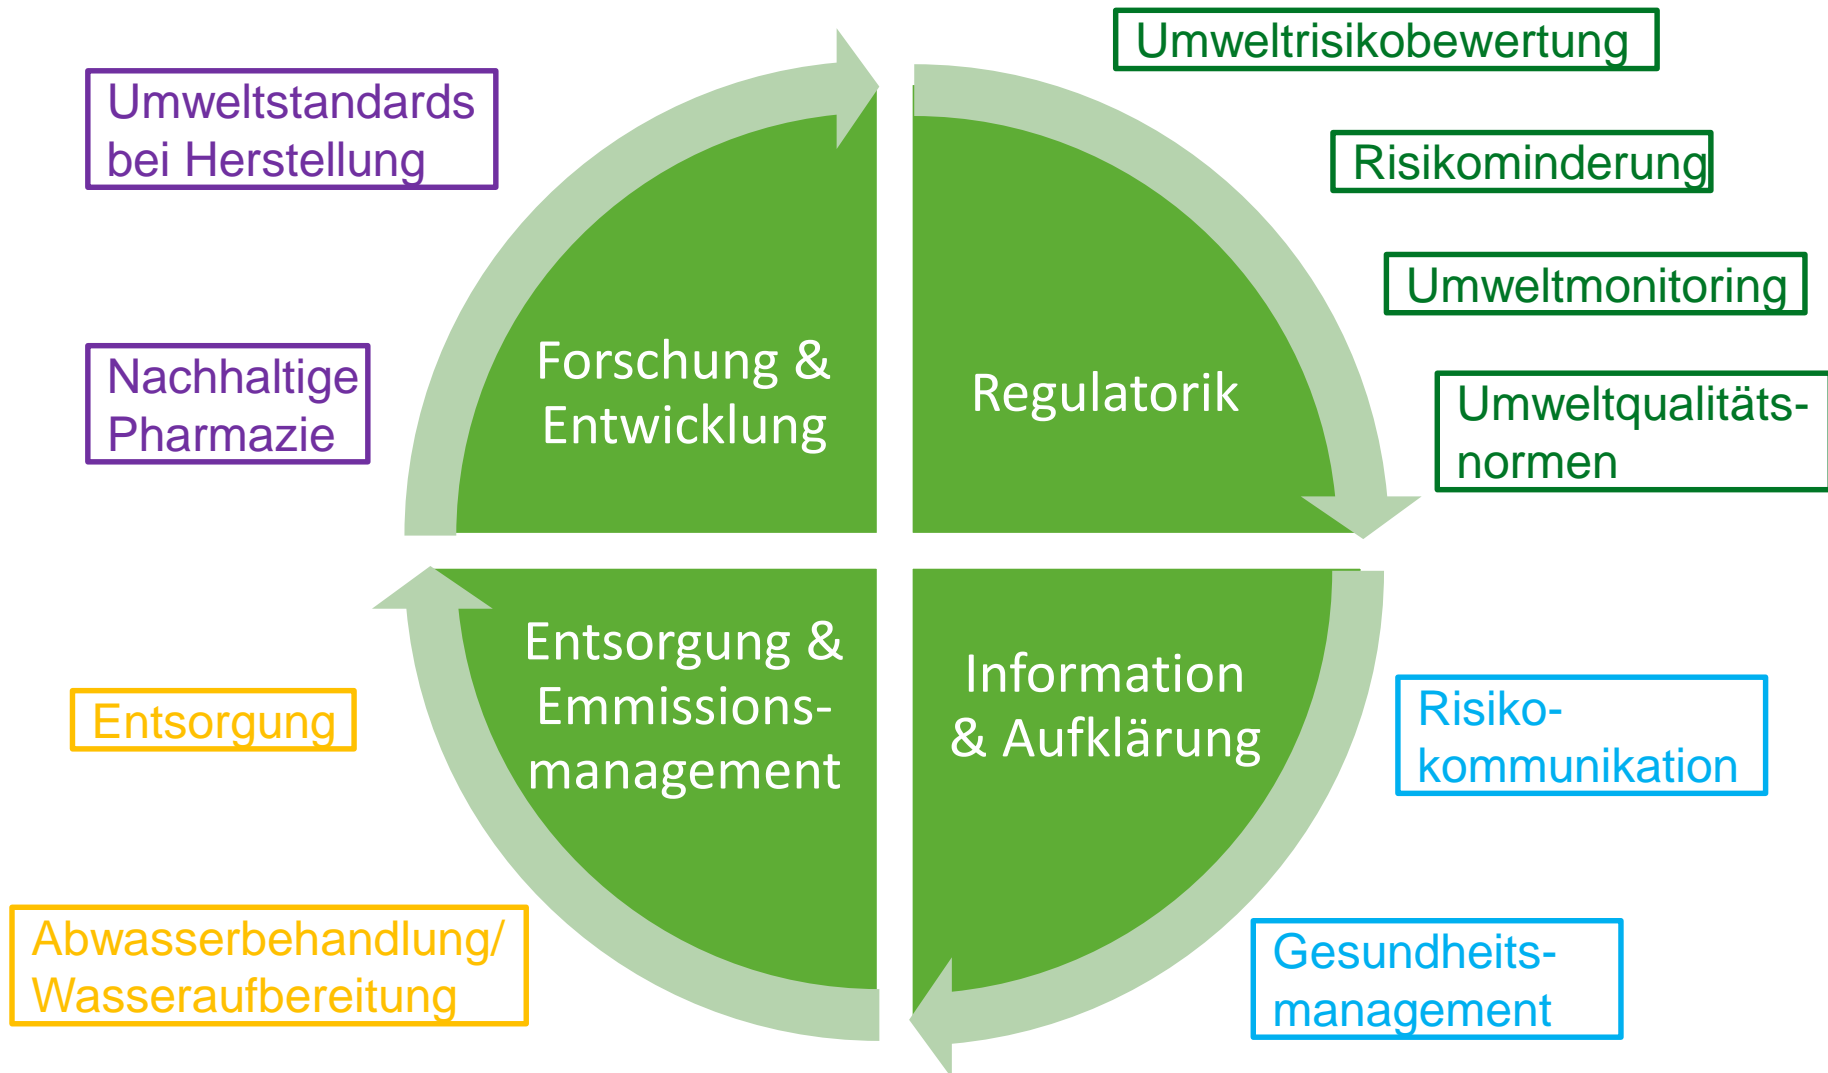 Umweltrisikobewertung
Umweltstandards
bei Herstellung
Risikominderung
Umweltmonitoring
Nachhaltige
Pharmazie
Forschung &
Entwicklung
Regulatorik
Umweltqualitäts-
normen
Entsorgung
Entsorgung &
Emmissions-
management
Information
& Aufklärung
Risiko-
kommunikation
Abwasserbehandlung/
Wasseraufbereitung
Gesundheits-
management